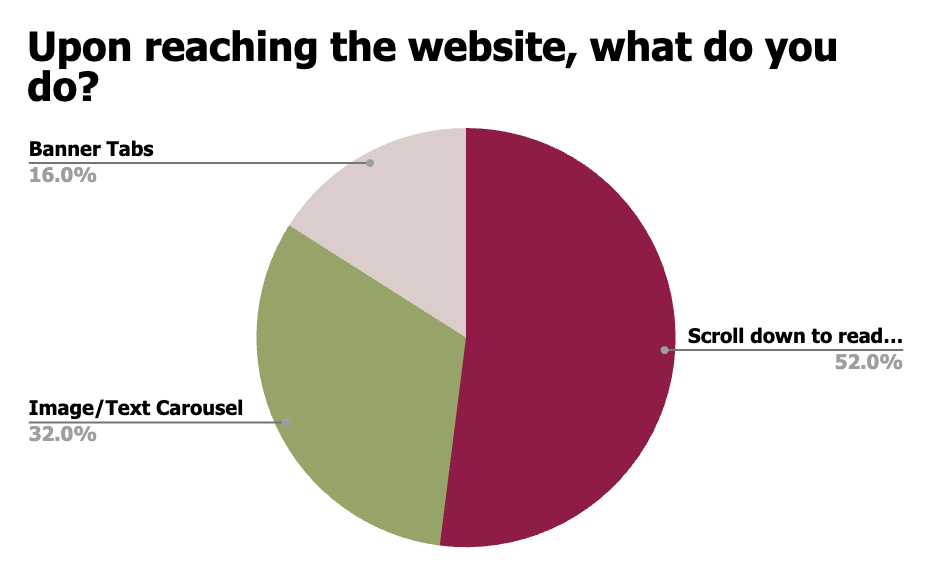 Upon reaching the website, what do you
do?
Banner Tabs
16.0%
Scroll down to read...
52.0%
Image/Text Carousel
32.0%